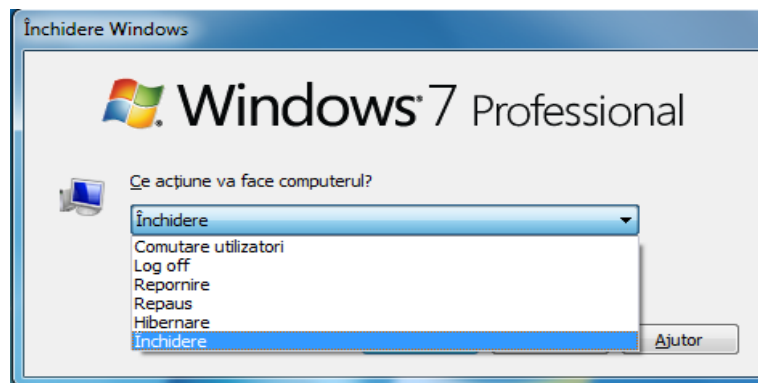 Închidere Windows
Windows 7 Professional
Ce acțiune va face computerul?
Închidere
Comutare utilizatori
Log off
Repornire
Repaus
Hibernare
Închidere
Ajutor